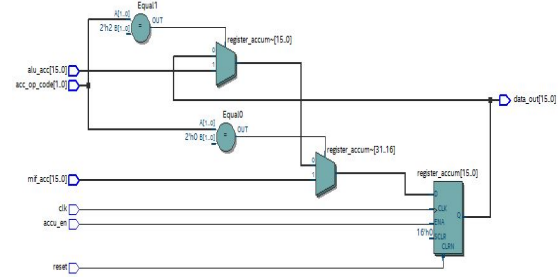 Equal1
A[1..0]
OUT
2'h2 B[1..0]
=
register_accum~[15..0]
0
1
alu_acc[15..0]
acc_op_code[1..0]
data_out[15..0]
Equal0
A[1..0]
OUT
2'h0 B[1..0]
=
register_accum~[31..16]
0
1
register_accum[15..0]
mif_acc[15..0]
D
clk
CLK
Q
accu_en
ENA
16'h0
SCLR
CLRN
reset